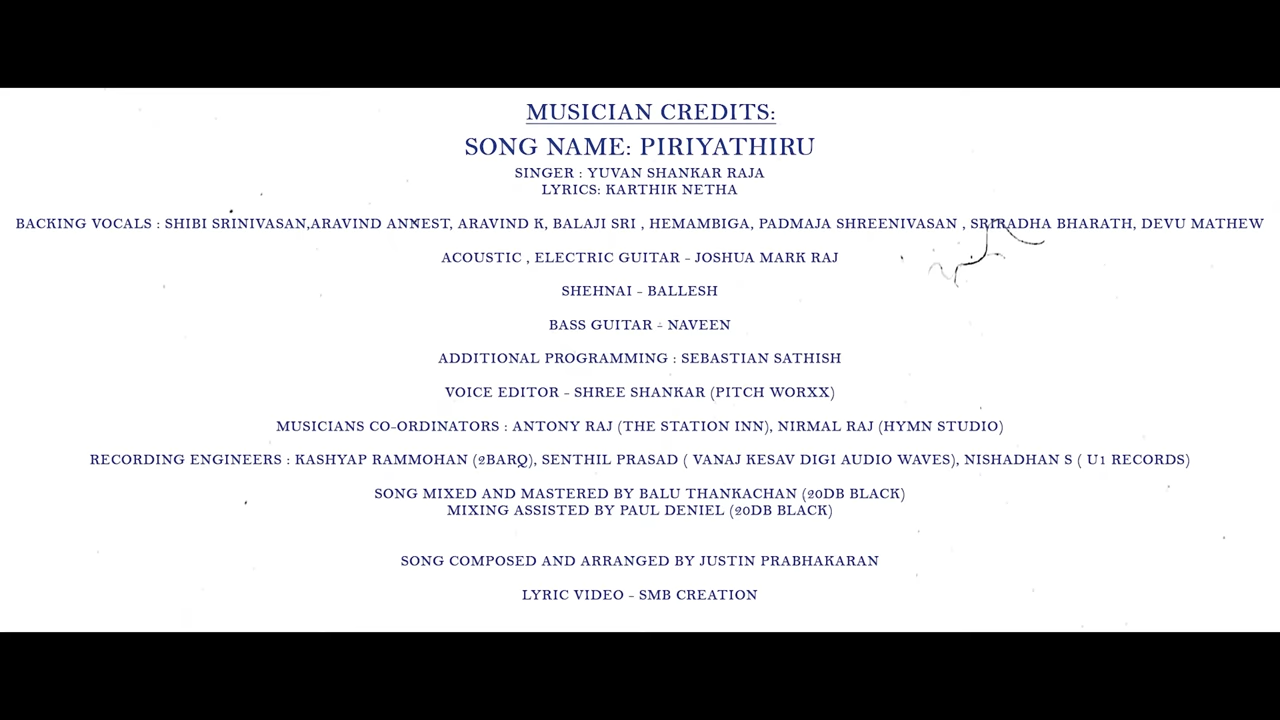 MUSICIAN CREDITS:
SONG NAME: PIRIYATHIRU
SINGER : YUVAN SHANKAR RAJA
LYRICS: KARTHIK NETHA
BACKING VOCALS : SHIBI SRINIVASAN,ARAVIND ANNEST, ARAVIND K, BALAJI SRI , HEMAMBIGA, PADMAJA SHREENIVASAN , SRIRADHA BHARATH, DEVU MATHEW
ACOUSTIC , ELECTRIC GUITAR - JOSHUA MARK RAJ
SHEHNAI - BALLESH
BASS GUITAR - NAVEEN
ADDITIONAL PROGRAMMING : SEBASTIAN SATHISH
VOICE EDITOR - SHREE SHANKAR (PITCH WORXX)
MUSICIANS CO-ORDINATORS : ANTONY RAJ (THE STATION INN), NIRMAL RAJ (HYMN STUDIO)
RECORDING ENGINEERS : KASHYAP RAMMOHAN (2BARQ), SENTHIL PRASAD ( VANAJ KESAV DIGI AUDIO WAVES), NISHADHAN S ( U1 RECORDS)
SONG MIXED AND MASTERED BY BALU THANKACHAN (20DB BLACK)
MIXING ASSISTED BY PAUL DENIEL (20DB BLACK)
SONG COMPOSED AND ARRANGED BY JUSTIN PRABHAKARAN
LYRIC VIDEO - SMB CREATION